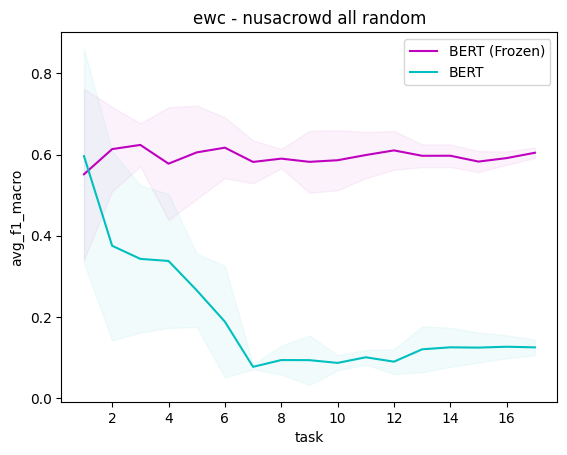 ewc - nusacrowd all random
BERT (Frozen)
BERT
avg_f1_macro
0.8
0.6
0.4
0.2
0.0
2 4 6 8 10 12 14 16
task